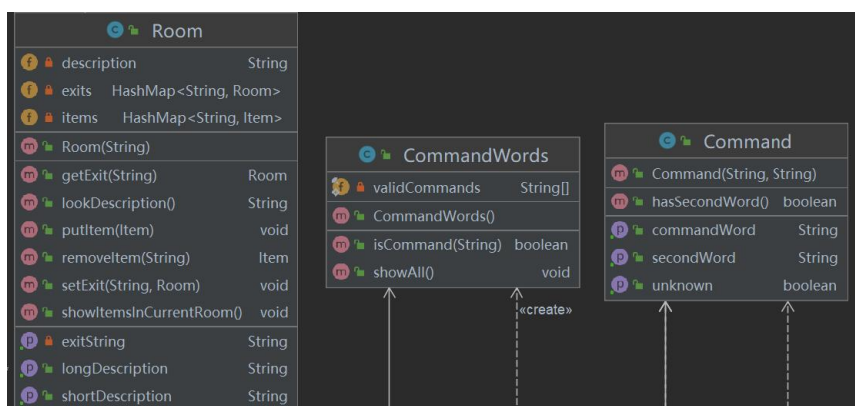 Room
description String
exits HashMap<String, Room>
items HashMap<String, Item>
Room(String)
getExit(String) Room
lookDescription() String
putItem(Item) void
removeItem(String) Item
setExit(String, Room) void
showItemsInCurrentRoom() void
exitString String
longDescription String
shortDescription String
CommandWords
validCommands String[]
CommandWords()
isCommand(String) boolean
showAll() void
«create»
Command
Command(String, String)
hasSecondWord() boolean
commandWord String
secondWord String
unknown boolean